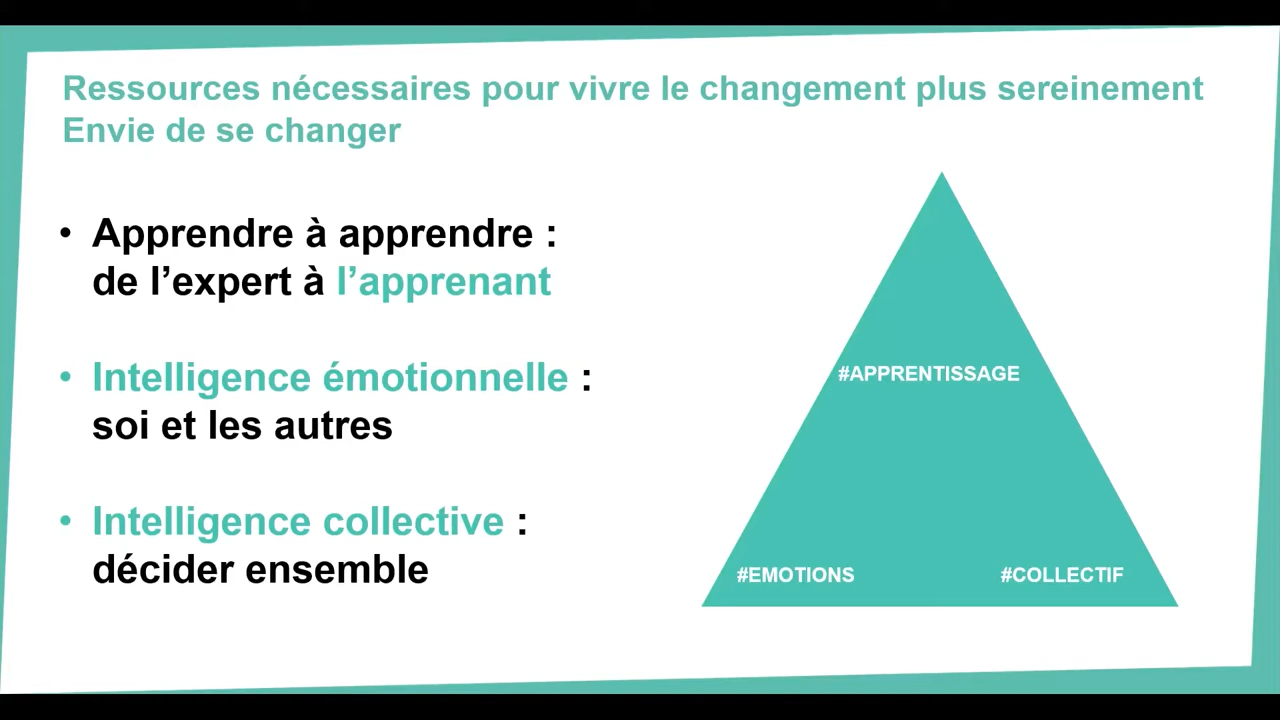 Ressources nécessaires pour vivre le changement plus sereinement
Envie de se changer
• Apprendre à apprendre :
de l’expert à l’apprenant
• Intelligence émotionnelle :
soi et les autres
• Intelligence collective :
décider ensemble
#APPRENTISSAGE
#EMOTIONS
#COLLECTIF